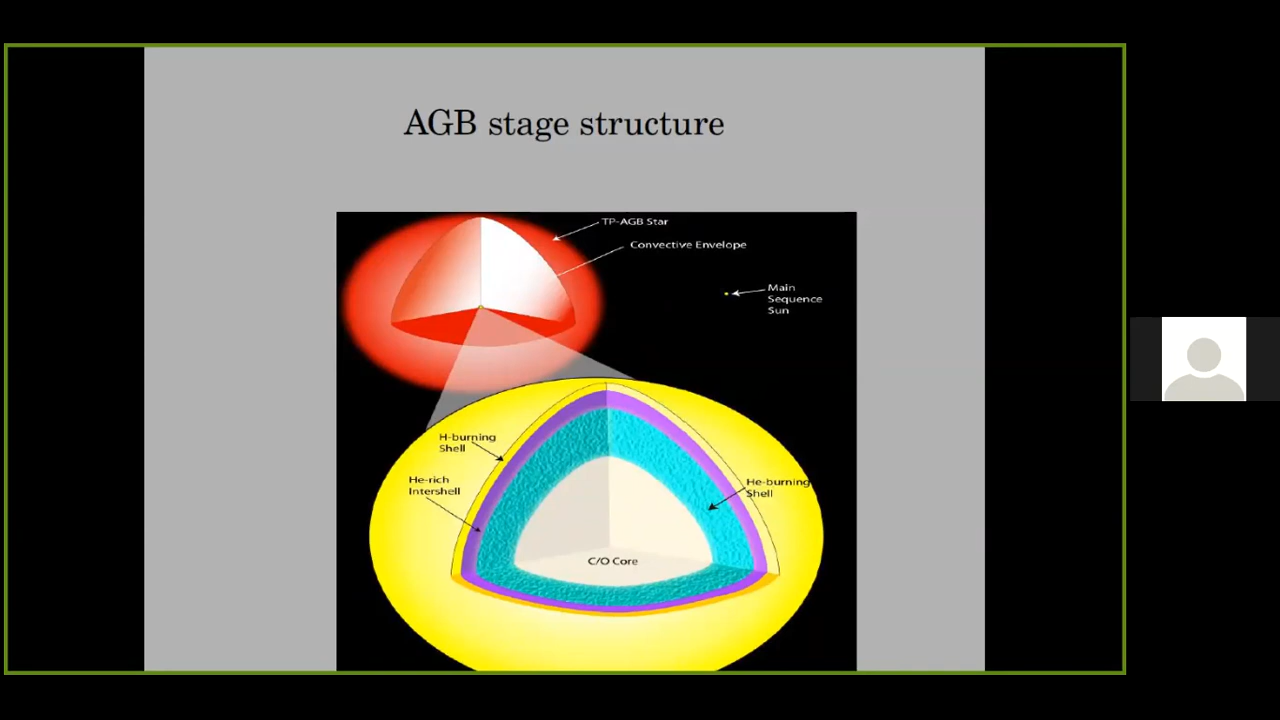 AGB stage structure
TP-AGB Star
Convective Envelope
Main
Sequence
Sun
H-burning
Shell
He-rich
Intershell
He-burning
Shell
C/O Core